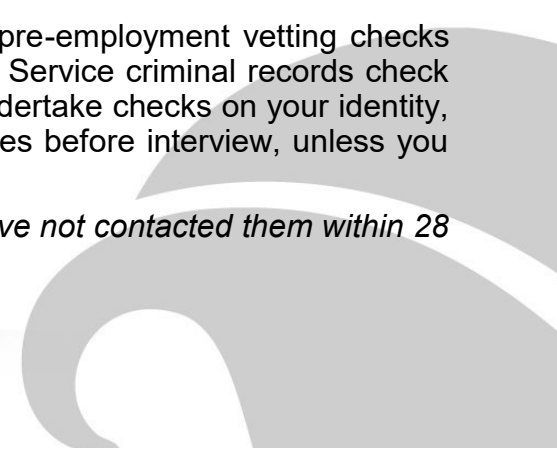 pre-employment vetting checks
Service criminal records check
dertake checks on your identity,
es before interview, unless you
ve not contacted them within 28